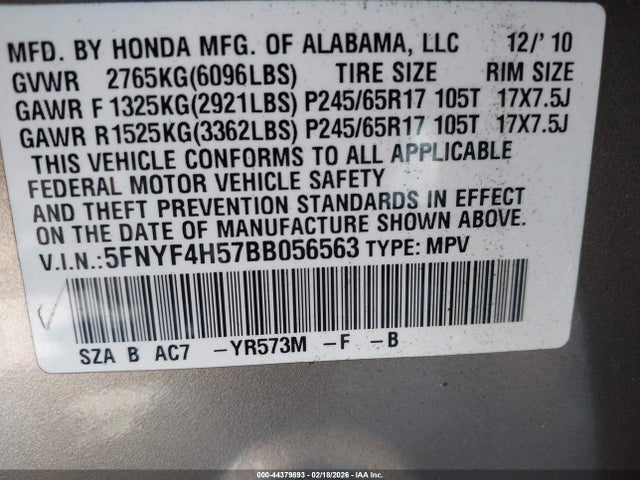 MFD. BY HONDA MFG. OF ALABAMA, LLC 12/' 10
GVWR 2765KG(6096LBS) TIRE SIZE RIM SIZE
GAWR F 1325KG(2921LBS) P245/65R17 105T 17X7.5J
GAWR R1525KG(3362LBS) P245/65R17 105T 17X7.5J
THIS VEHICLE CONFORMS TO ALL APPLICABLE
FEDERAL MOTOR VEHICLE SAFETY
AND THEFT PREVENTION STANDARDS IN EFFECT
ON THE DATE OF MANUFACTURE SHOWN ABOVE.
V.I.N.:5FNYF4H57BB056563 TYPE: MPV
SZA B AC7 -YR573M -F -B
000-44379893 - 02/18/2026 - IAA Inc.